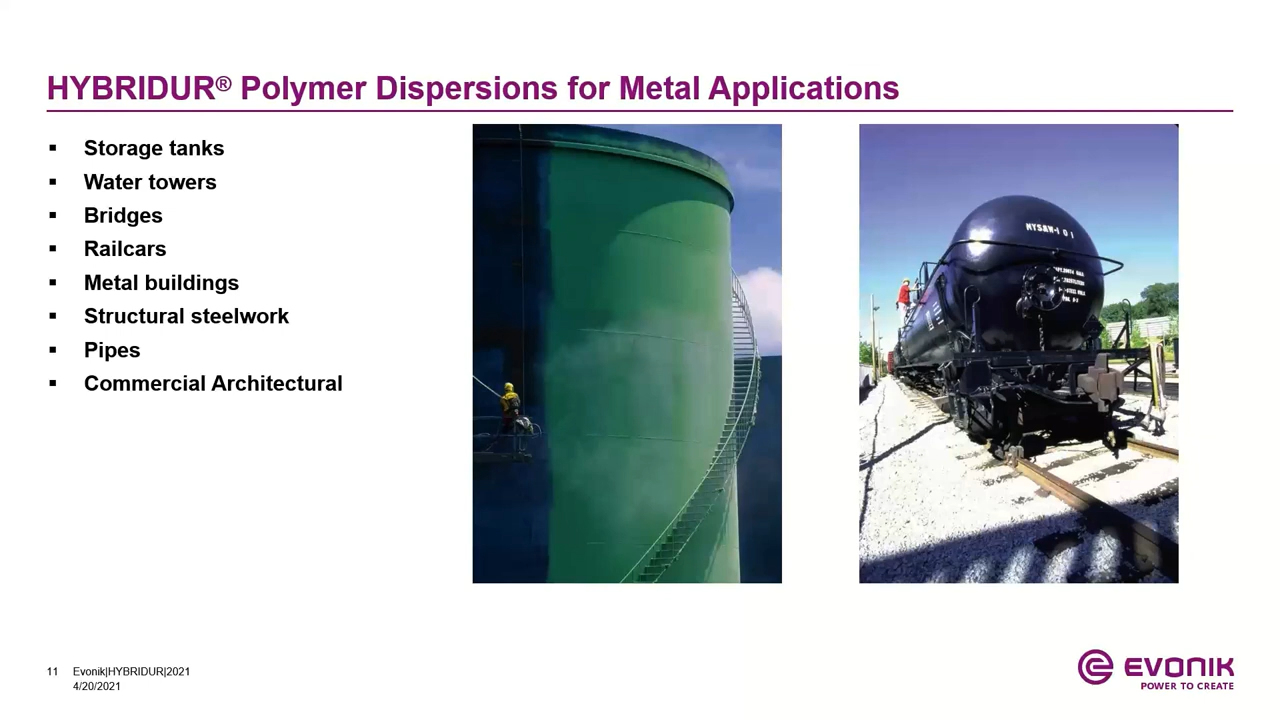 HYBRIDUR® Polymer Dispersions for Metal Applications
▪ Storage tanks
▪ Water towers
▪ Bridges
▪ Railcars
▪ Metal buildings
▪ Structural steelwork
▪ Pipes
▪ Commercial Architectural
11 Evonik|HYBRIDUR|2021
4/20/2021
EVONIK
POWER TO CREATE